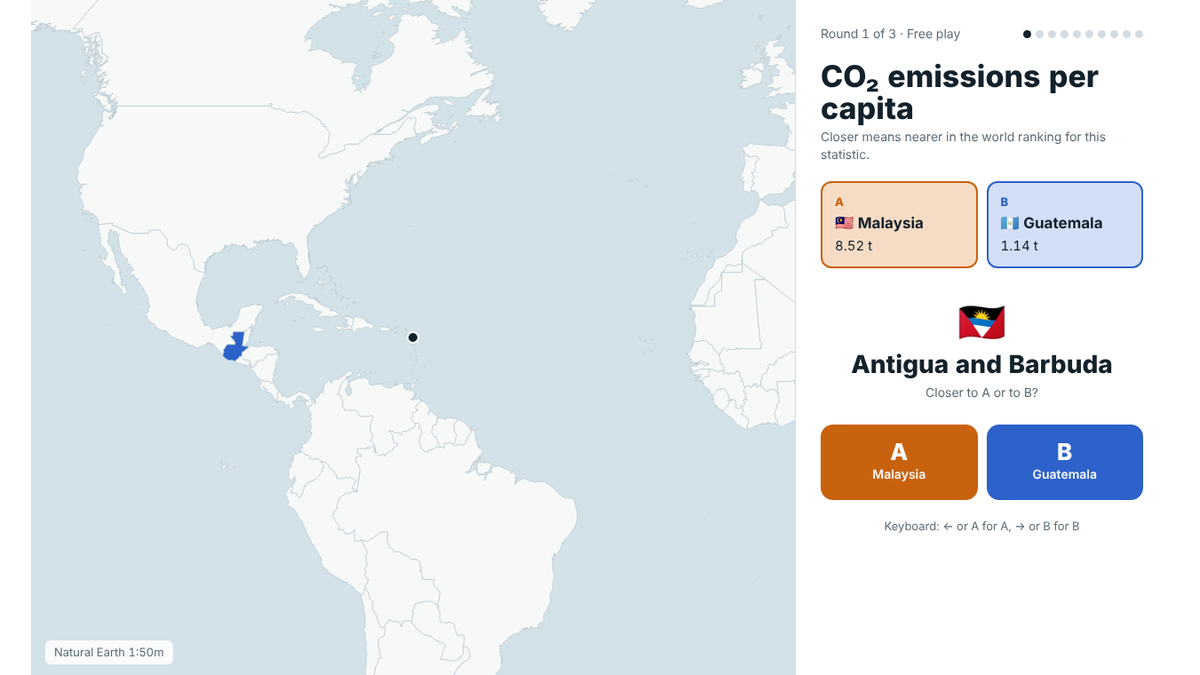 Round 1 of 3 · Free play
CO₂ emissions per
capita
Closer means nearer in the world ranking for this
statistic.
A
🇲🇾 Malaysia
8.52 t
B
🇬🇹 Guatemala
1.14 t
Antigua and Barbuda
Closer to A or to B?
A
Malaysia
B
Guatemala
Keyboard: ← or A for A, → or B for B
Natural Earth 1:50m